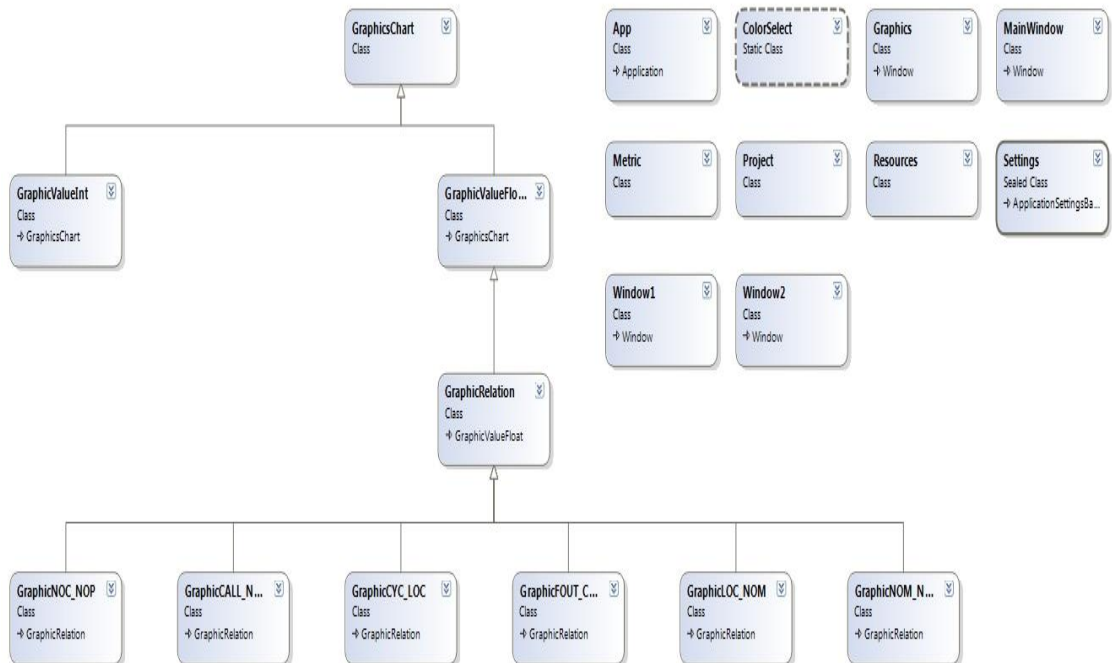 GraphicsChart
Class
App
Class
→ Application
ColorSelect
Static Class
Graphics
Class
→ Window
MainWindow
Class
→ Window
Metric
Class
Project
Class
Resources
Class
Settings
Sealed Class
→ ApplicationSettingsBa...
GraphicValueInt
Class
→ GraphicsChart
GraphicValueFlo...
Class
→ GraphicsChart
Window1
Class
→ Window
Window2
Class
→ Window
GraphicRelation
Class
→ GraphicValueFloat
GraphicNOC_NOP
Class
→ GraphicRelation
GraphicCALL_N...
Class
→ GraphicRelation
GraphicCYC_LOC
Class
→ GraphicRelation
GraphicFOUT_C...
Class
→ GraphicRelation
GraphicLOC_NOM
Class
→ GraphicRelation
GraphicNOM_N...
Class
→ GraphicRelation